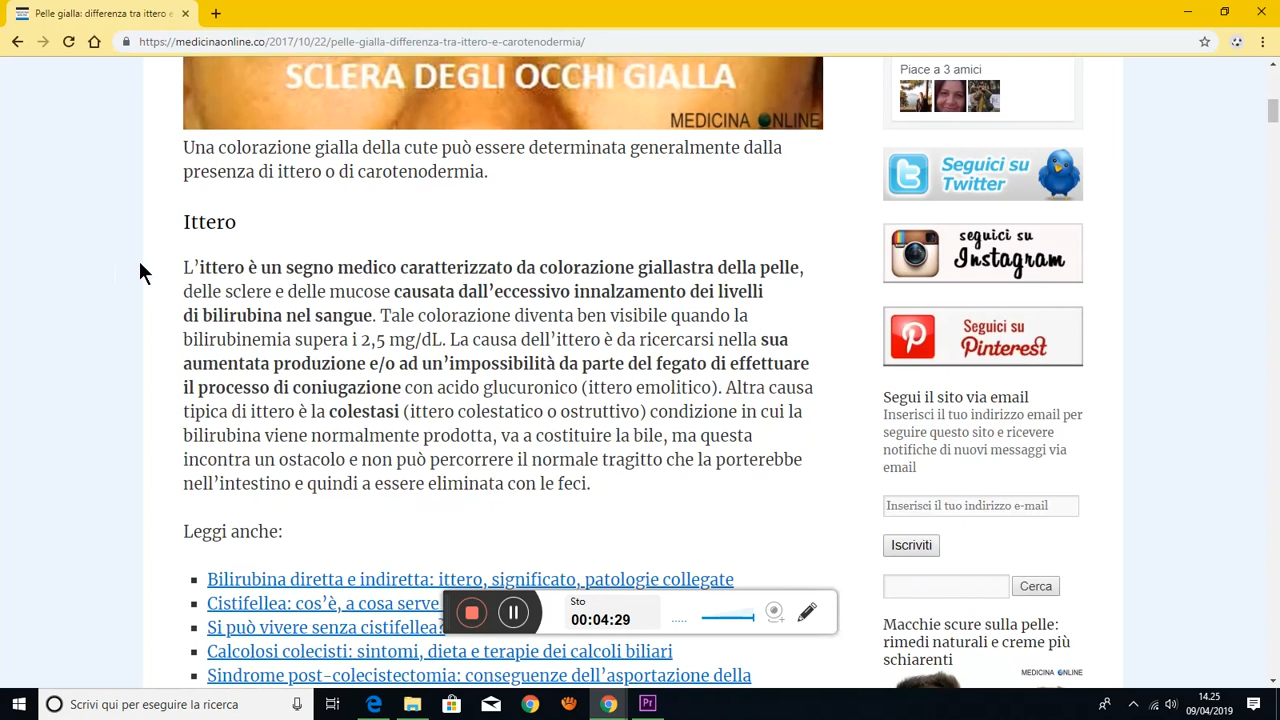 Pelle gialla: differenza tra ittero e
https://medicinaonline.co/2017/10/22/pelle-gialla-differenza-tra-ittero-e-carotenodermia/
SCLERA DEGLI OCCHI GIALLA
MEDICINA ONLINE
Una colorazione gialla della cute può essere determinata generalmente dalla
presenza di ittero o di carotenodermia.
Ittero
L'ittero è un segno medico caratterizzato da colorazione giallastra della pelle,
delle sclere e delle mucose causata dall'eccessivo innalzamento dei livelli
di bilirubina nel sangue. Tale colorazione diventa ben visibile quando la
bilirubinemia supera i 2,5 mg/dL. La causa dell'ittero è da ricercarsi nella sua
aumentata produzione e/o ad un'impossibilità da parte del fegato di effettuare
il processo di coniugazione con acido glucuronico (ittero emolitico). Altra causa
tipica di ittero è la colestasi (ittero colestatico o ostruttivo) condizione in cui la
bilirubina viene normalmente prodotta, va a costituire la bile, ma questa
incontra un ostacolo e non può percorrere il normale tragitto che la porterebbe
nell'intestino e quindi a essere eliminata con le feci.
Leggi anche:
Bilirubina diretta e indiretta: ittero, significato, patologie collegate
Cistifellea: cos'è, a cosa serve
Si può vivere senza cistifellea?
Calcolosi colecisti: sintomi, dieta e terapie dei calcoli biliari
Sindrome post-colecistectomia: conseguenze dell'asportazione della
Piace a 3 amici
Seguici su
Twitter
seguici su
Instagram
Seguici su
Pinterest
Segui il sito via email
Inserisci il tuo indirizzo email per
seguire questo sito e ricevere
notifiche di nuovi messaggi via
email
Inserisci il tuo indirizzo e-mail
Iscriviti
Cerca
Macchie scure sulla pelle:
rimedi naturali e creme più
schiarenti
MEDICINA ONLINE
Sto
00:04:29
Scrivi qui per eseguire la ricerca
Pr
14.25
09/04/2019